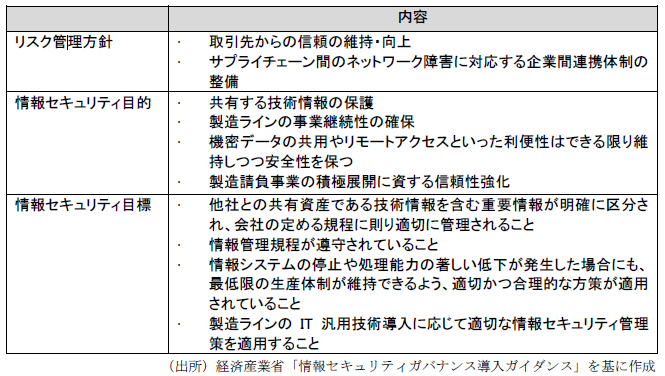 内容
リスク管理方針
・ 取引先からの信頼の維持・向上
・ サプライチェーン間のネットワーク障害に対応する企業間連携体制の
整備
情報セキュリティ目的
・ 共有する技術情報の保護
・ 製造ラインの事業継続性の確保
・ 機密データの共用やリモートアクセスといった利便性はできる限り維
持しつつ安全性を保つ
・ 製造請負事業の積極展開に資する信頼性強化
情報セキュリティ目標
・ 他社との共有資産である技術情報を含む重要情報が明確に区分さ
れ、会社の定める規程に則り適切に管理されること
・ 情報管理規程が遵守されていること
・ 情報システムの停止や処理能力の著しい低下が発生した場合にも、
最低限の生産体制が維持できるよう、適切かつ合理的な方策が適用
されていること
・ 製造ラインの IT 汎用技術導入に応じて適切な情報セキュリティ管理
策を適用すること
（出所）経済産業省「情報セキュリティガバナンス導入ガイダンス」を基に作成